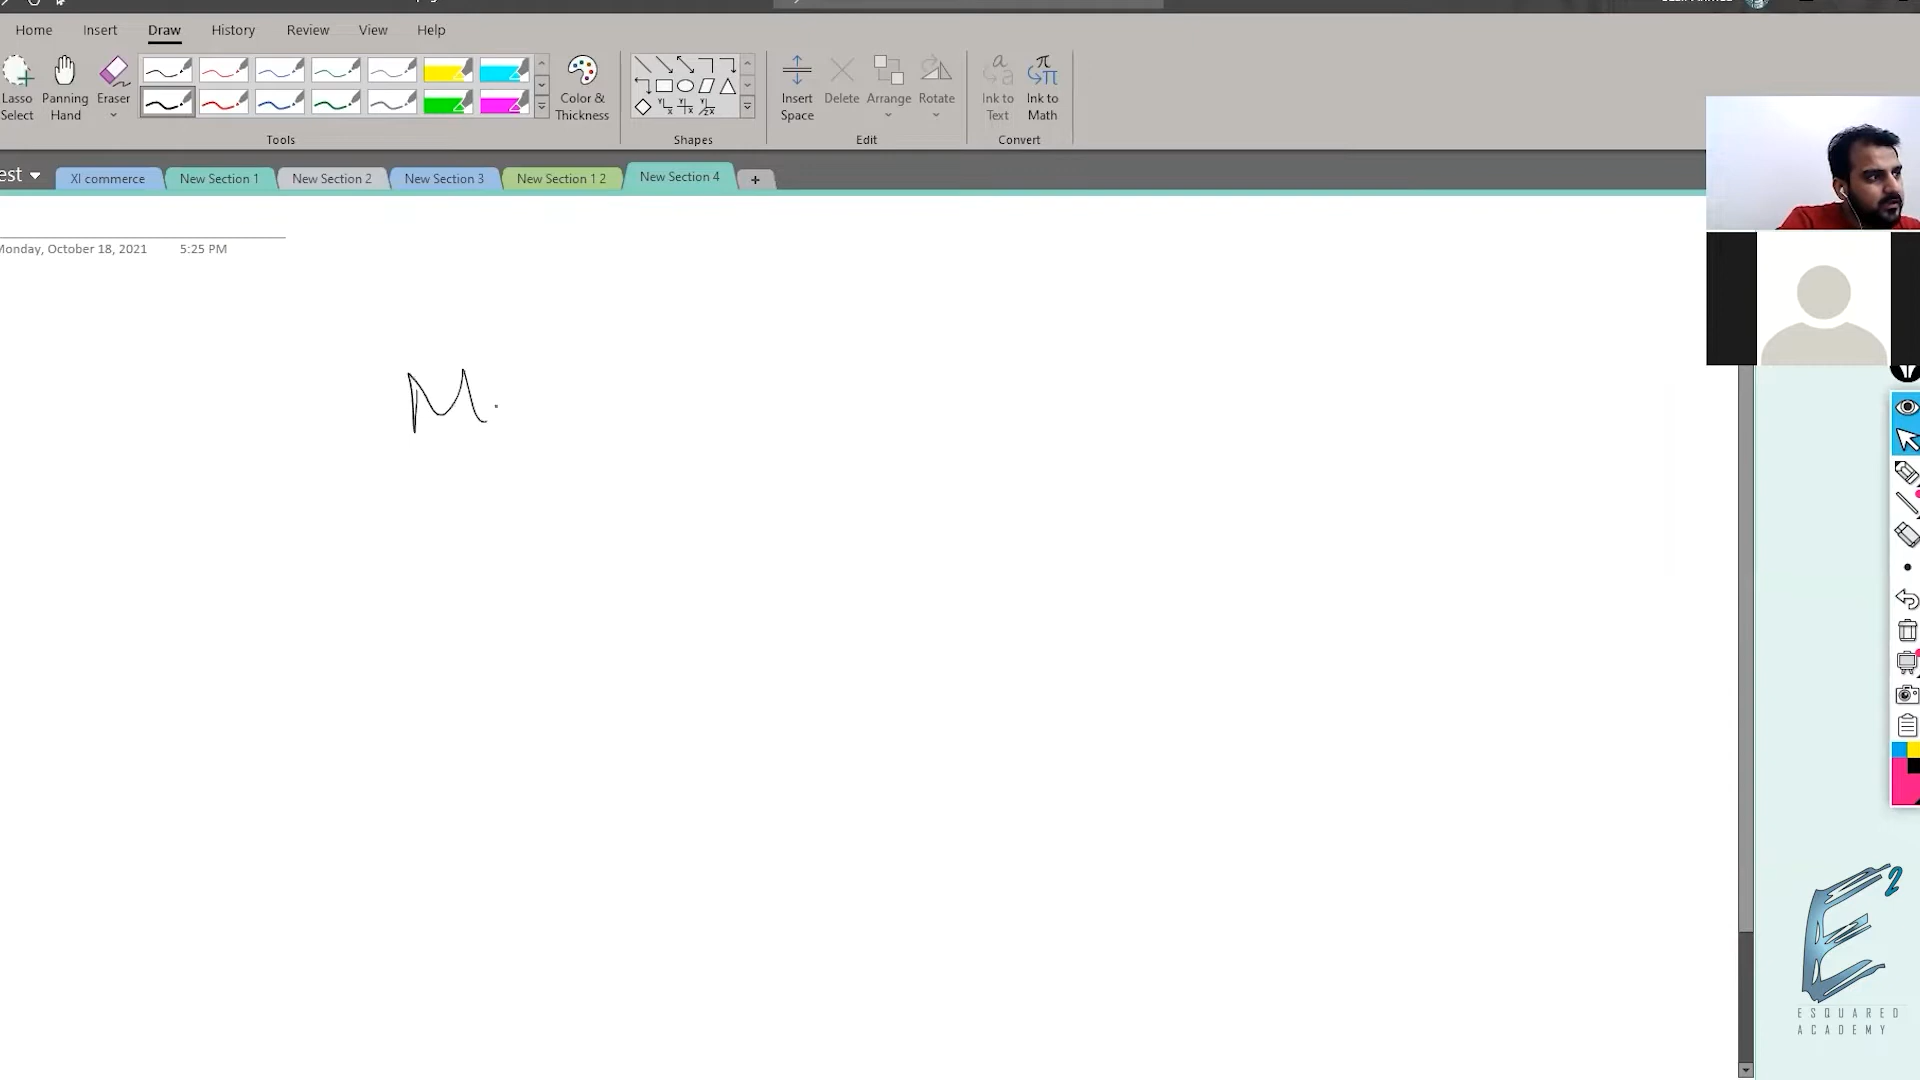 Home Insert Draw History Review View Help
Lasso Select
Panning Hand
Eraser
Color & Thickness
Insert Space
Delete
Arrange
Rotate
Ink to Text
Ink to Math
Tools
Shapes
Edit
Convert
est
XI commerce
New Section 1
New Section 2
New Section 3
New Section 1 2
New Section 4
Monday, October 18, 2021 5:25 PM
M.
E2
ESQUARED
ACADEMY